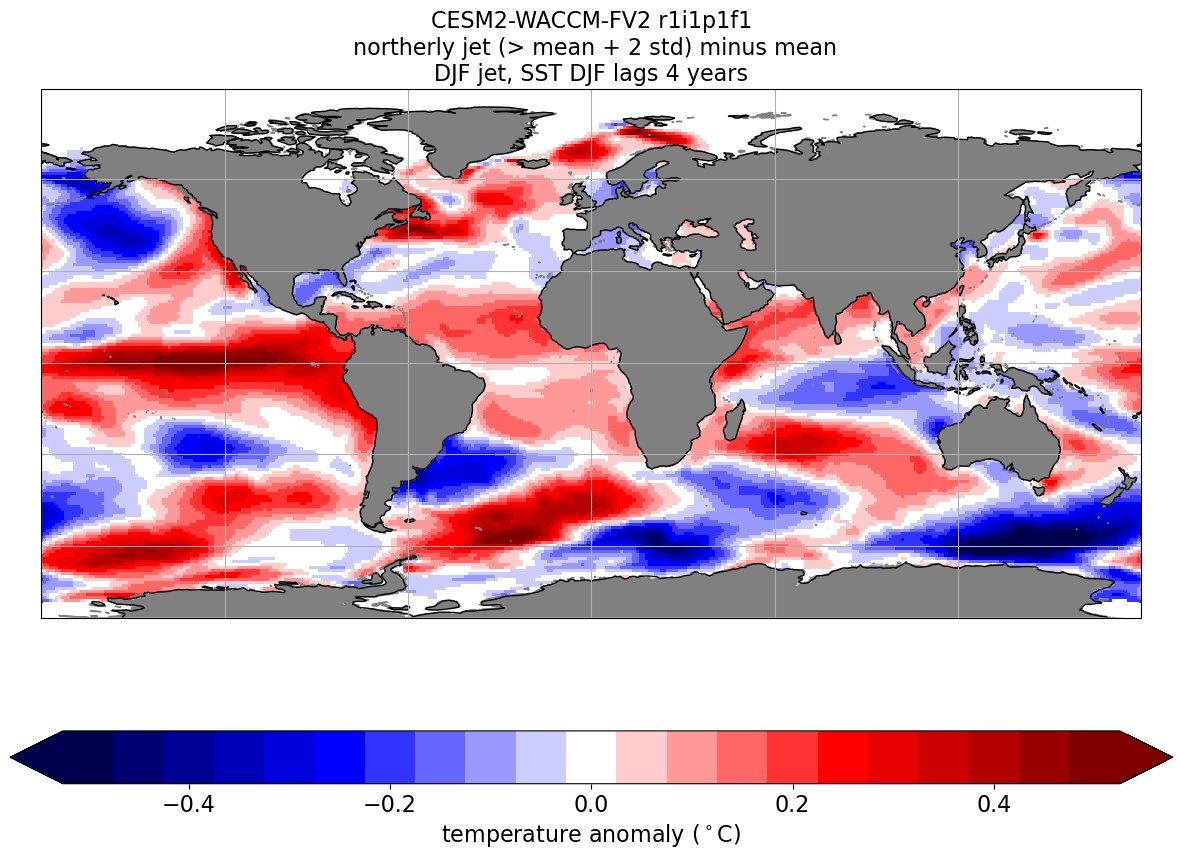 CESM2-WACCM-FV2 r1i1p1f1
northerly jet (> mean + 2 std) minus mean
DJF jet, SST DJF lags 4 years
−0.4 −0.2 0.0 0.2 0.4
temperature anomaly (°C)